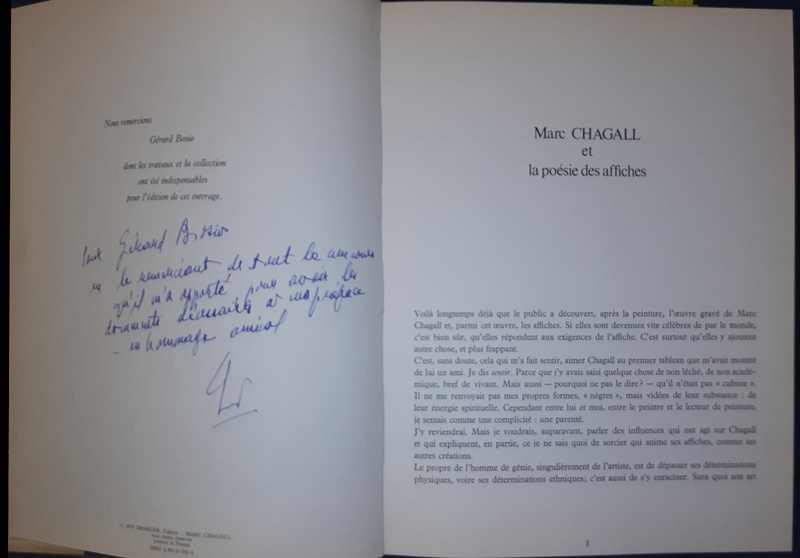 Nous remercions
Gérard Bosio
dont les travaux et la collection
ont été indispensables
pour l'édition de cet ouvrage.
Pour Gérard Bosio
en le remerciant de tout
qu'il m'a apporté pour avoir les
documents nécessaires à ma préface
en hommage amical
Editeur : MARC CHAGALL
Marc CHAGALL
et
la poésie des affiches
Voilà longtemps déjà que le public a découvert, après la peinture, l'œuvre gravé de Marc
Chagall et, parmi cet œuvre, les affiches. Si elles sont devenues vite célèbres de par le monde,
c'est bien sûr, qu'elles répondent aux exigences de l'affiche. C'est surtout qu'elles y ajoutent
autre chose, et plus frappant.
C'est, sans doute, cela qui m'a fait sentir, aimer Chagall au premier tableau que m'avait montré
de lui un ami. Je dis sentir. Parce que j'y avais saisi quelque chose de non léché, de non acadé-
mique, bref de vivant. Mais aussi — pourquoi ne pas le dire? — qu'il n'était pas « cubiste ».
Il ne me renvoyait pas mes propres formes, « nègres », mais vidées de leur substance : de
leur énergie spirituelle. Cependant entre lui et moi, entre le peintre et le lecteur de peinture,
je sentais comme une complicité : une parenté.
J'y reviendrai. Mais je voudrais, auparavant, parler des influences qui ont agi sur Chagall
et qui expliquent, en partie, ce je ne sais quoi de sorcier qui anime ses affiches, comme ses
autres créations.
Le propre de l'homme de génie, singulièrement de l'artiste, est de dépasser ses déterminations
physiques, voire ses déterminations ethniques; c'est aussi de s'y enraciner. Sans quoi son art